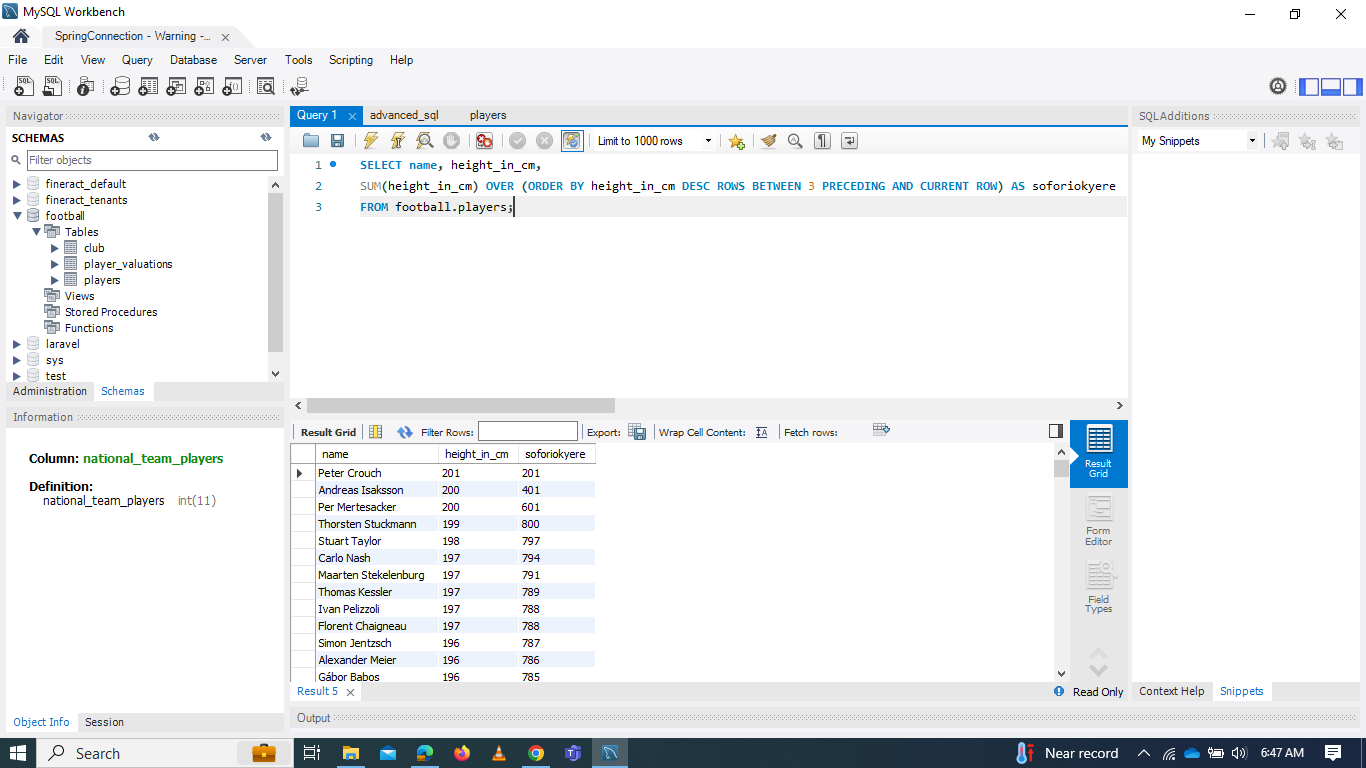 MySQL Workbench
SpringConnection - Warning -...
File Edit View Query Database Server Tools Scripting Help
Navigator
SCHEMAS
Filter objects
fineract_default
fineract_tenants
football
Tables
club
player_valuations
players
Views
Stored Procedures
Functions
laravel
sys
test
Administration Schemas
Information
Column: national_team_players
Definition:
national_team_players int(11)
Object Info Session
Query 1 advanced_sql players
Limit to 1000 rows
1 SELECT name, height_in_cm,
2 SUM(height_in_cm) OVER (ORDER BY height_in_cm DESC ROWS BETWEEN 3 PRECEDING AND CURRENT ROW) AS soforiokyere
3 FROM football.players;
Result Grid Filter Rows: Export: Wrap Cell Content: Fetch rows:
name height_in_cm soforiokyere
Peter Crouch 201 201
Andreas Isaksson 200 401
Per Mertesacker 200 601
Thorsten Stuckmann 199 800
Stuart Taylor 198 797
Carlo Nash 197 794
Maarten Stekelenburg 197 791
Thomas Kessler 197 789
Ivan Pelizzoli 197 788
Florent Chaigneau 197 788
Simon Jentzsch 196 787
Alexander Meier 196 786
Gábor Babos 196 785
Result 5
Read Only
Result
Grid
Form
Editor
Field
Types
Output
SQLAdditions
My Snippets
Context Help Snippets
Search
Near record
6:47 AM